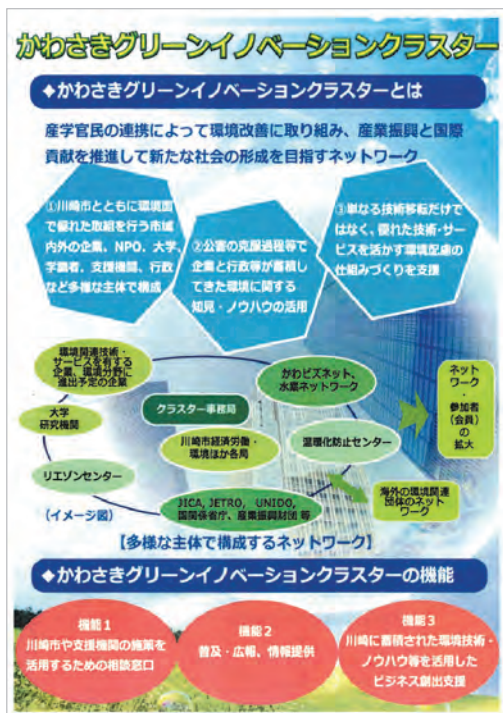 かわさきグリーンイノベーションクラスター
◆かわさきグリーンイノベーションクラスターとは
産学官民の連携によって環境改善に取り組み、産業振興と国際
貢献を推進して新たな社会の形成を目指すネットワーク
①川崎市とともに環境面
で優れた取組を行う市域
内外の企業、NPO、大学、
学識者、支援機関、行政
など多様な主体で構成
②公害の克服過程等で
企業と行政等が蓄積し
てきた環境に関する
知見・ノウハウの活用
③単なる技術移転だけで
はなく、優れた技術・サー
ビスを活かす環境配慮の
仕組みづくりを支援
環境関連技術・
サービスを有する
企業、環境分野に
進出予定の企業
かわビズネット、
水素ネットワーク
ネット
ワーク
・
参加者
(会員)
の
拡大
大学
研究機関
クラスター事務局
川崎市経済労働・
環境ほか各局
温暖化防止センター
リエゾンセンター
JICA, JETRO, UNIDO,
国関係省庁、産業振興財団 等
海外の環境関連
団体のネット
ワーク
(イメージ図)
【多様な主体で構成するネットワーク】
◆かわさきグリーンイノベーションクラスターの機能
機能1
川崎市や支援機関の施策を
活用するための相談窓口
機能2
普及・広報、情報提供
機能3
川崎に蓄積された環境技術・
ノウハウ等を活用した
ビジネス創出支援